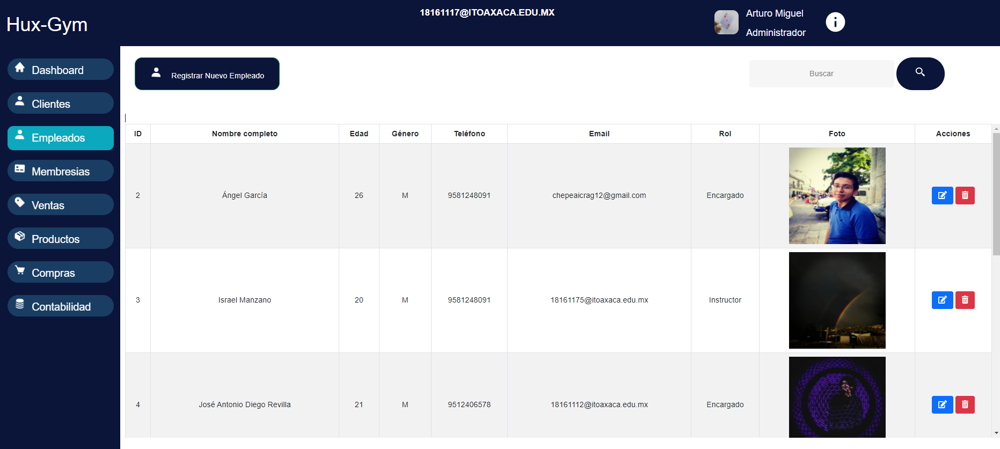 Hux-Gym
18161117@ITOAXACA.EDU.MX
Arturo Miguel
Administrador
Dashboard
Clientes
Empleados
Membresias
Ventas
Productos
Compras
Contabilidad
Registrar Nuevo Empleado
Buscar
ID Nombre completo Edad Género Teléfono Email Rol Foto Acciones
2 Ángel García 26 M 9581248091 chepeaicrag12@gmail.com Encargado
3 Israel Manzano 20 M 9581248091 18161175@itoaxaca.edu.mx Instructor
4 José Antonio Diego Revilla 21 M 9512406578 18161112@itoaxaca.edu.mx Encargado